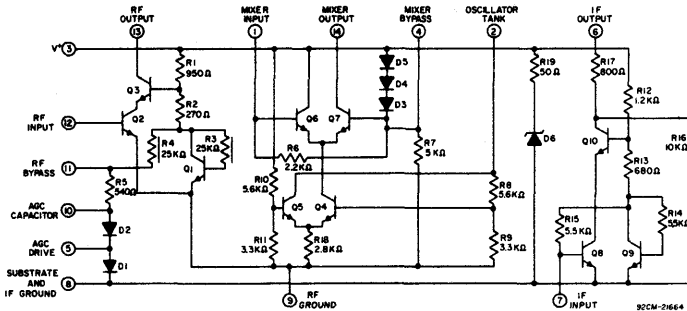 RF OUTPUT
13
MIXER INPUT
1
MIXER OUTPUT
14
MIXER BYPASS
4
OSCILLATOR TANK
2
IF OUTPUT
6
V+ 3
R1 950Ω
Q3
R2 270Ω
RF INPUT 12
Q2
R4 25KΩ
R3 25KΩ
Q1
RF BYPASS 11
R5 540Ω
AGC CAPACITOR 10
D2
AGC DRIVE 5
D1
SUBSTRATE AND IF GROUND 8
Q6
Q7
D5
D4
D3
R6 2.2KΩ
R7 5KΩ
R10 5.6KΩ
Q5
Q4
R8 5.6KΩ
R11 3.3KΩ
R18 2.8KΩ
R9 3.3KΩ
9 RF GROUND
R19 50Ω
D6
R17 800Ω
R12 1.2KΩ
Q10
R16 10KΩ
R13 680Ω
R15 5.5KΩ
R14 5.5KΩ
Q8
Q9
7 IF INPUT
92CM-21664